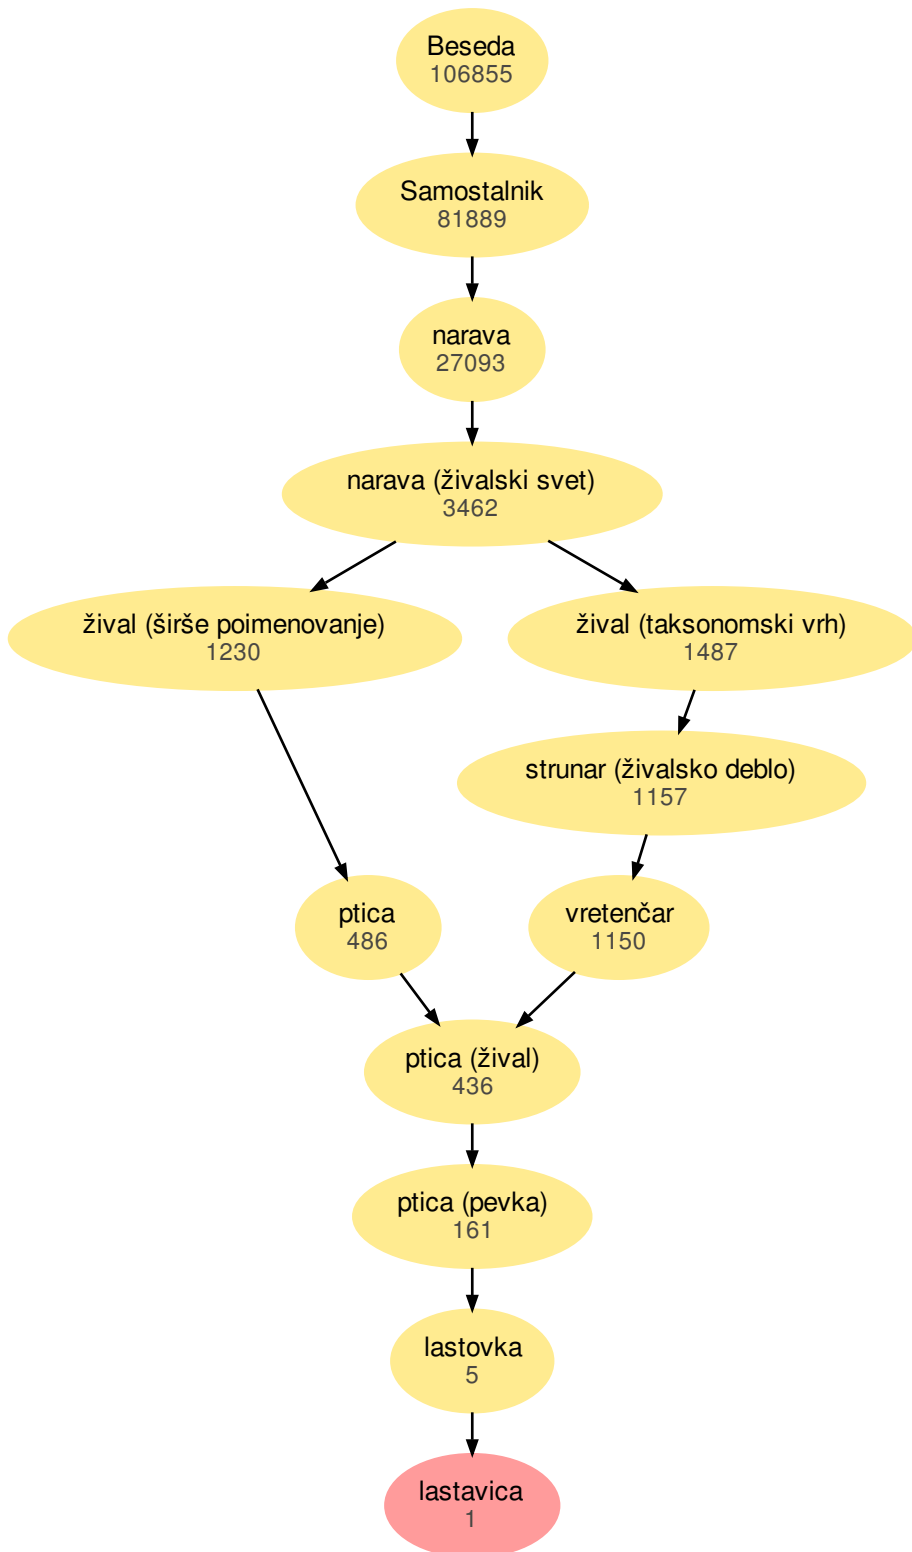 Beseda
106855
Samostalnik
81889
narava
27093
narava (živalski svet)
3462
žival (širše poimenovanje)
1230
žival (taksonomski vrh)
1487
strunar (živalsko deblo)
1157
ptica
486
vretenčar
1150
ptica (žival)
436
ptica (pevka)
161
lastovka
5
lastavica
1